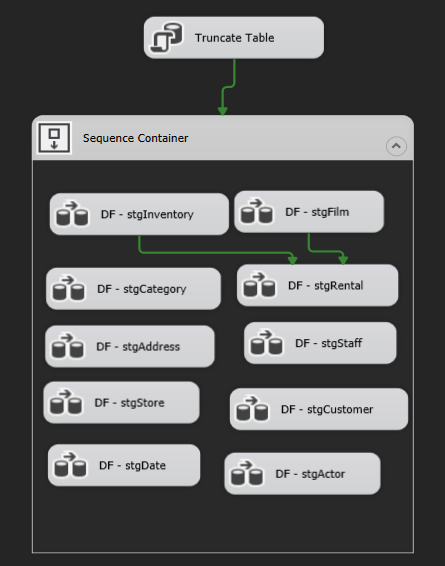 Truncate Table
Sequence Container
DF - stgInventory
DF - stgFilm
DF - stgCategory
DF - stgRental
DF - stgAddress
DF - stgStaff
DF - stgStore
DF - stgCustomer
DF - stgDate
DF - stgActor